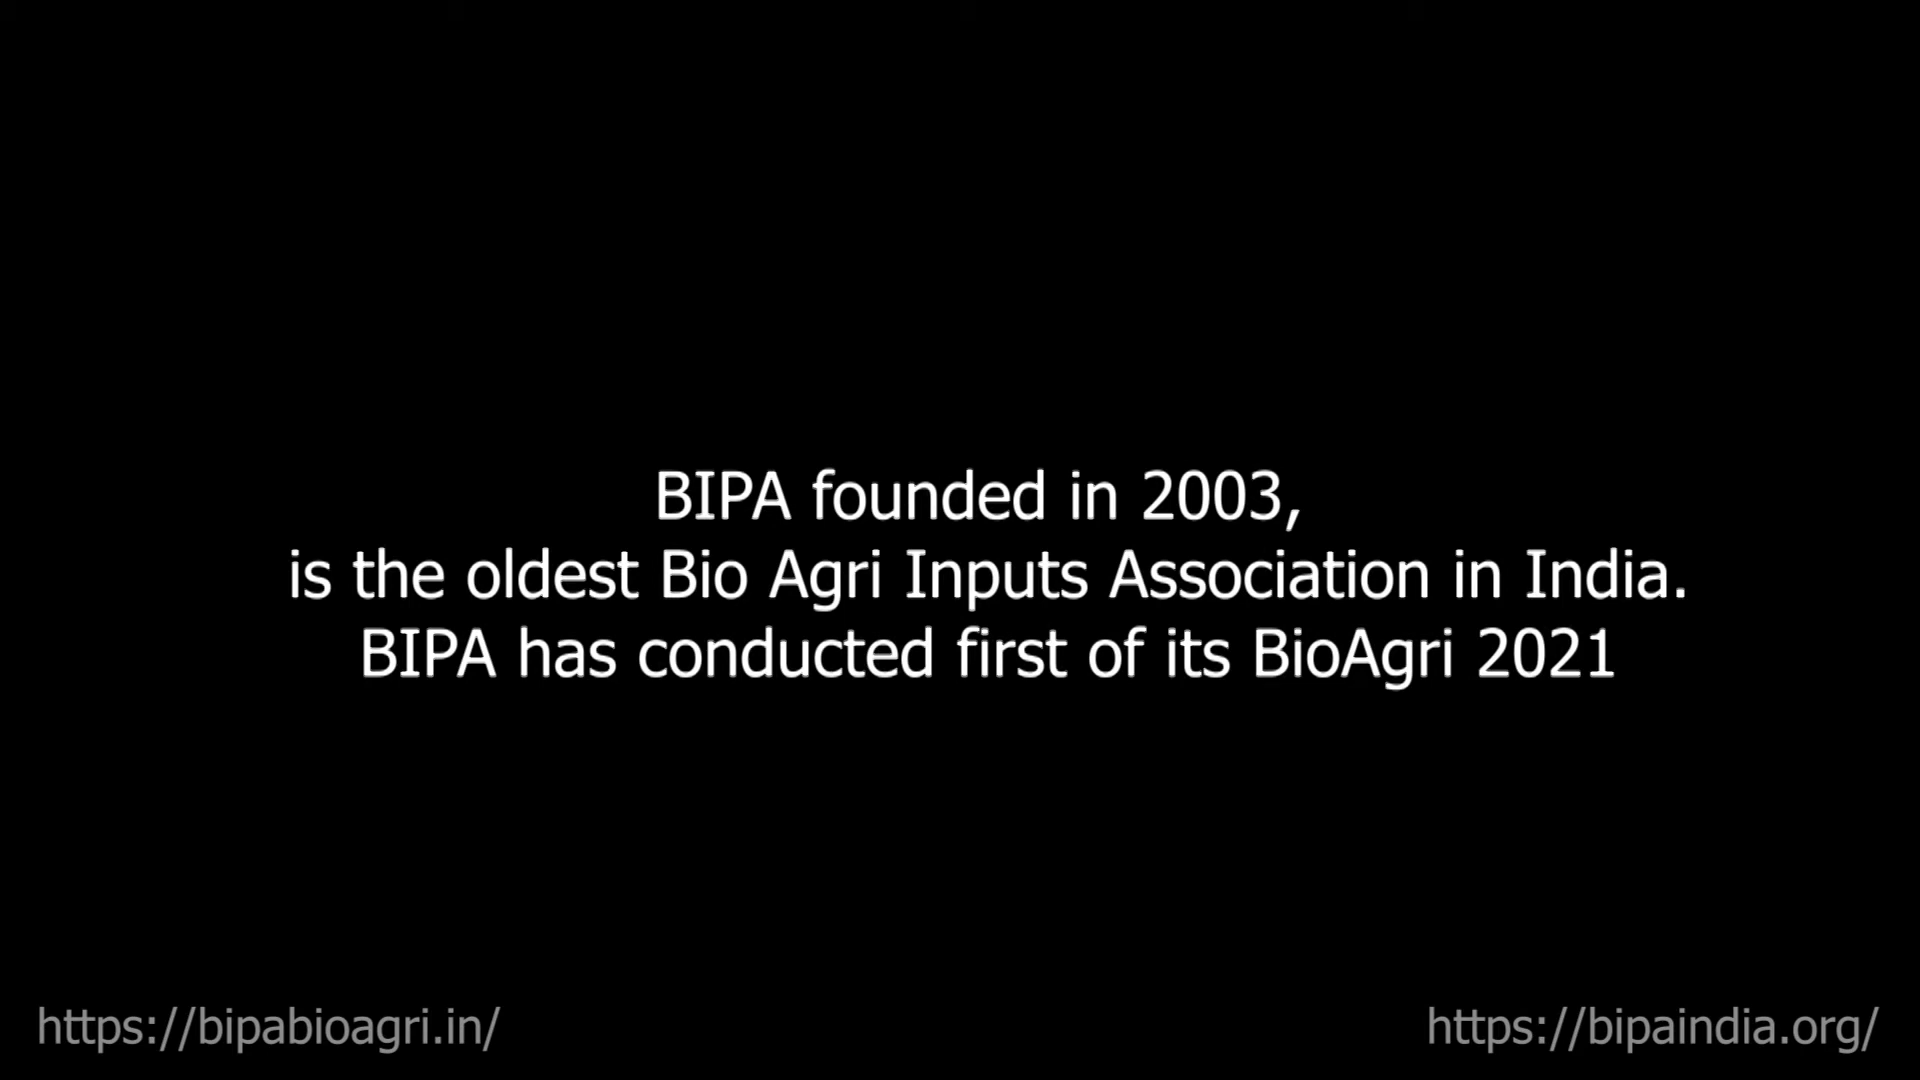 BIPA founded in 2003,
is the oldest Bio Agri Inputs Association in India.
BIPA has conducted first of its BioAgri 2021
https://bipabioagri.in/
https://bipaindia.org/